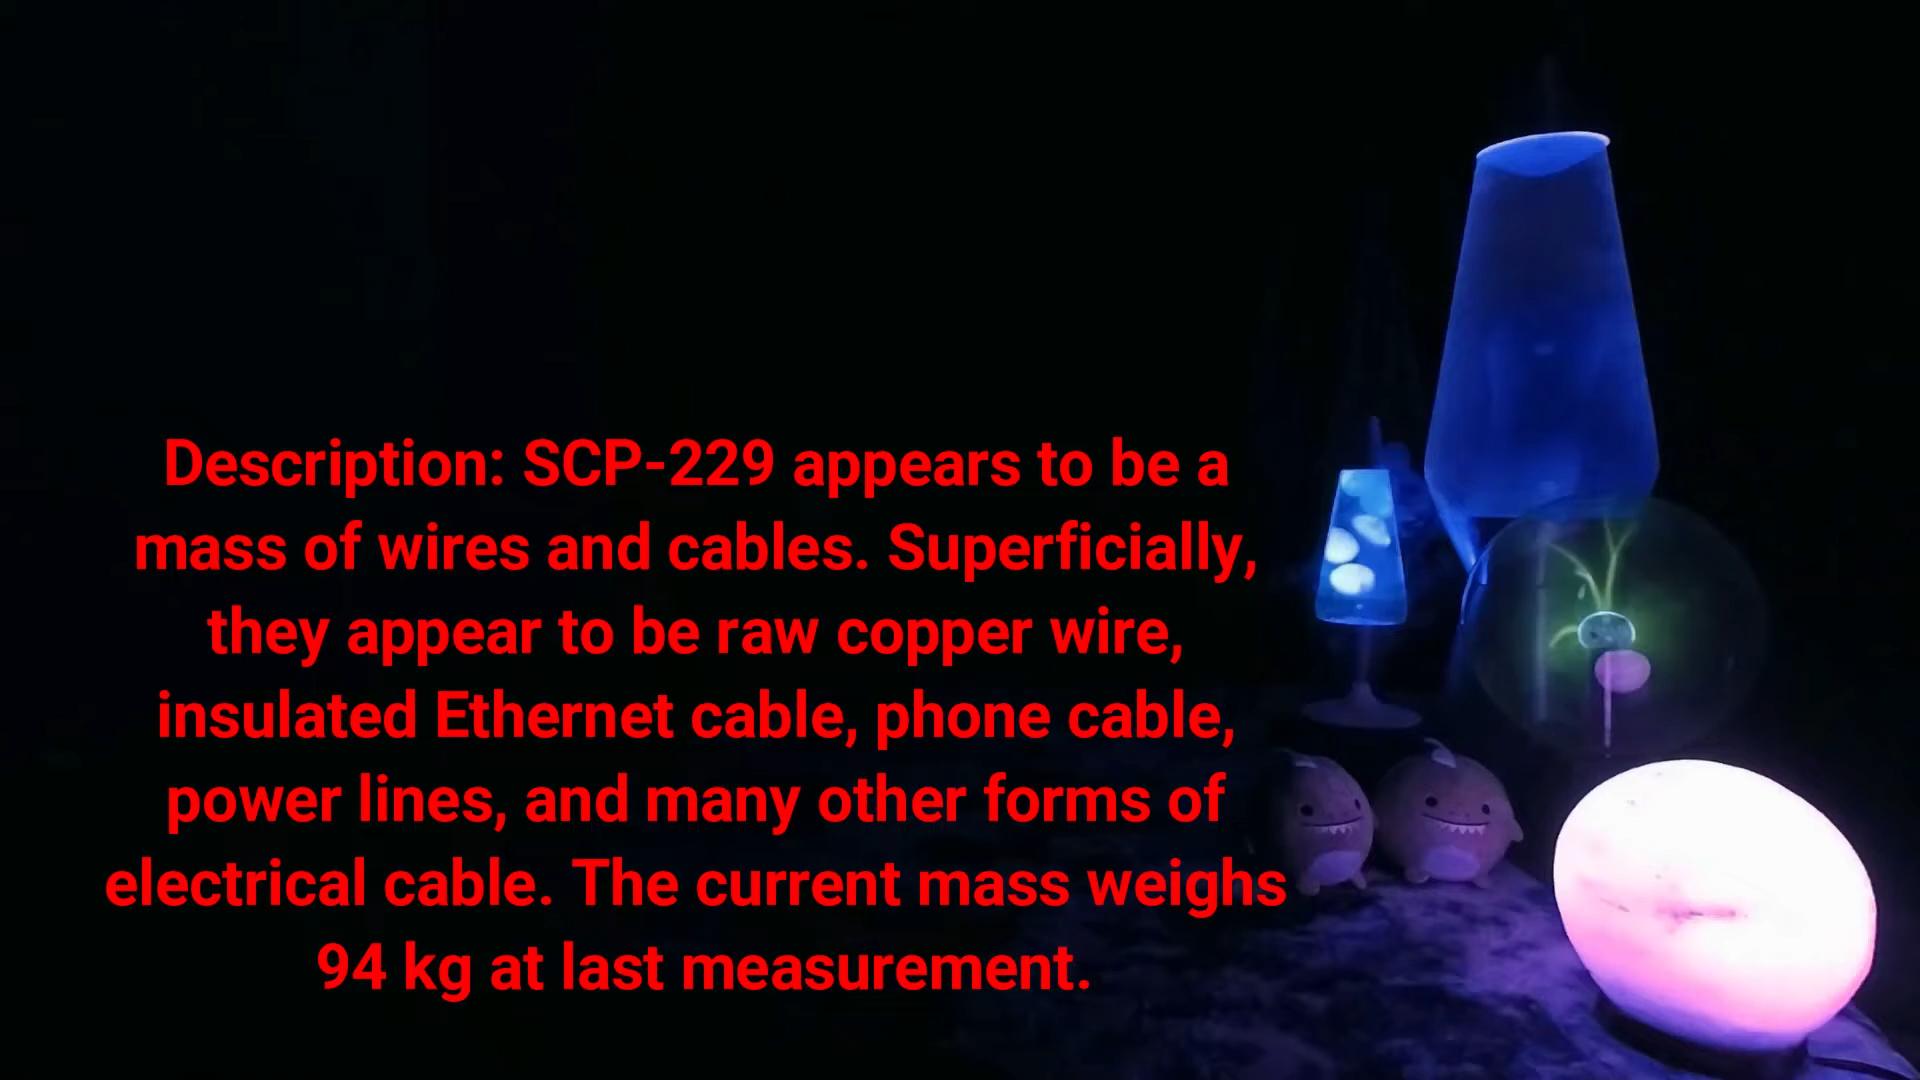 Description: SCP-229 appears to be a
mass of wires and cables. Superficially,
they appear to be raw copper wire,
insulated Ethernet cable, phone cable,
power lines, and many other forms of
electrical cable. The current mass weighs
94 kg at last measurement.